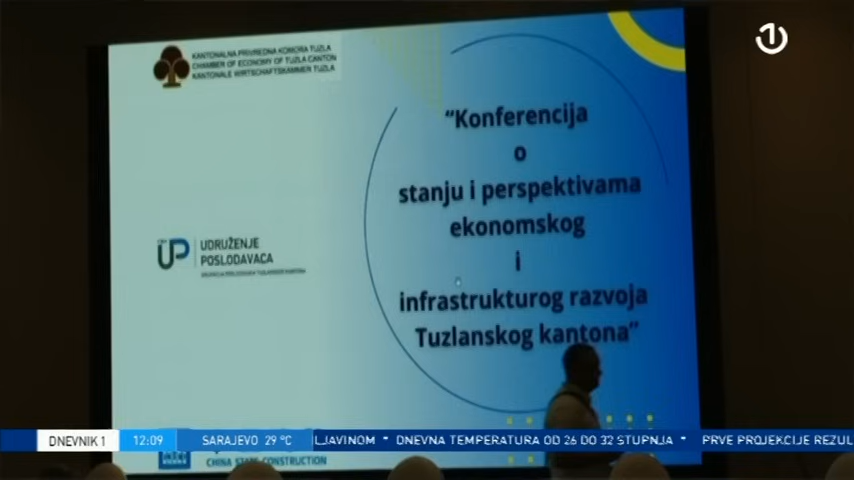 KANTONALNA PRIVREDNA KOMORA TUZLA
CHAMBER OF ECONOMY OF TUZLA CANTON
KANTONALE WIRTSCHAFTSKAMMER TUZLA
"Konferencija
o
stanju i perspektivama
ekonomskog
i
infrastrukturog razvoja
Tuzlanskog kantona"
UP UDRUŽENJE
POSLODAVACA
1
DNEVNIK 1 12:09 SARAJEVO 29 °C LJAVINOM * DNEVNA TEMPERATURA OD 26 DO 32 STUPNJA * PRVE PROJEKCIJE REZUL
CHINA STATE CONSTRUCTION